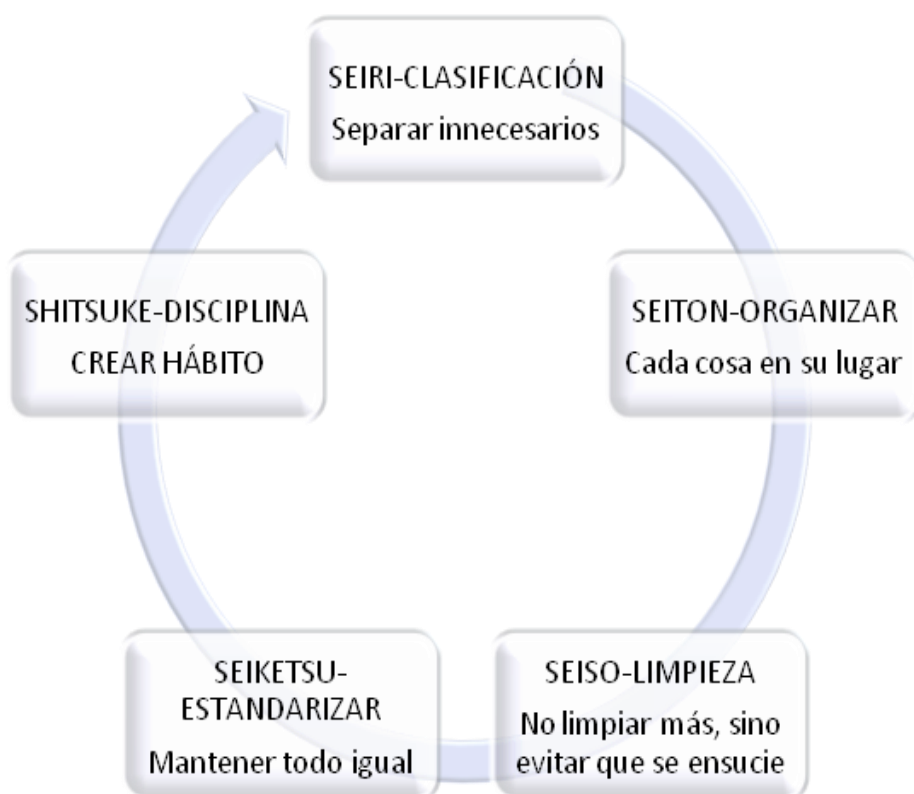 SEIRI-CLASIFICACIÓN
Separar innecesarios
SEITON-ORGANIZAR
Cada cosa en su lugar
SEISO-LIMPIEZA
No limpiar más, sino
evitar que se ensucie
SEIKETSU-
ESTANDARIZAR
Mantener todo igual
SHITSUKE-DISCIPLINA
CREAR HÁBITO